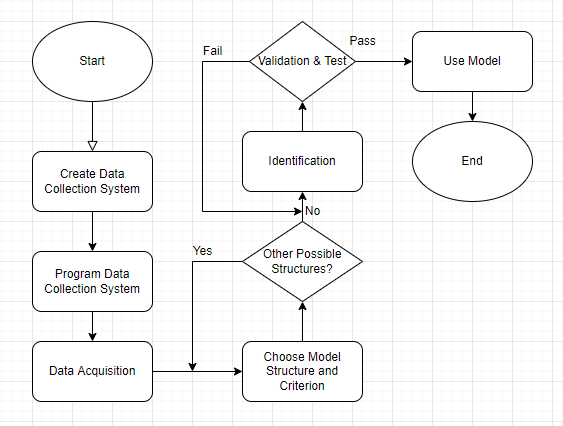 Start
Create Data
Collection System
Program Data
Collection System
Data Acquisition
Choose Model
Structure and
Criterion
Other Possible
Structures?
Yes
No
Identification
Validation & Test
Fail
Pass
Use Model
End